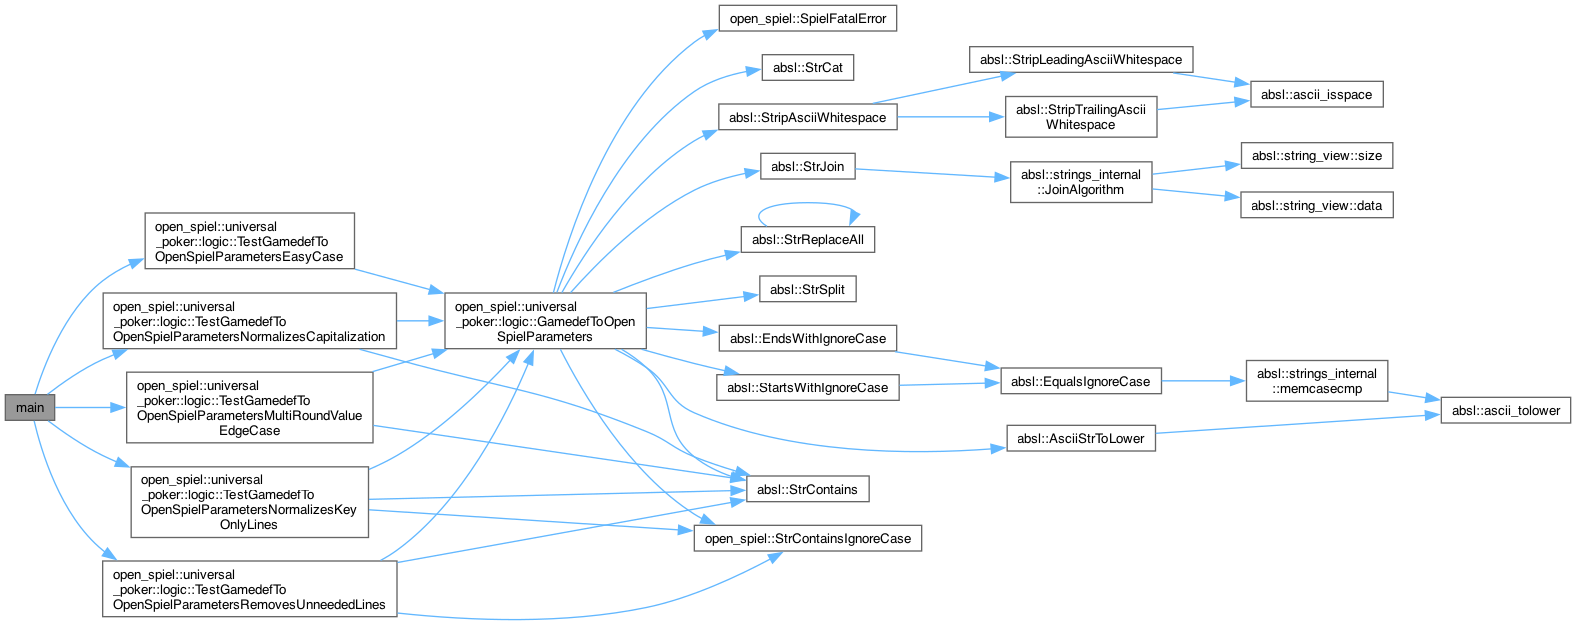 main
open_spiel::universal
_poker::logic::TestGamedefTo
OpenSpielParametersEasyCase
open_spiel::universal
_poker::logic::TestGamedefTo
OpenSpielParametersNormalizesCapitalization
open_spiel::universal
_poker::logic::TestGamedefTo
OpenSpielParametersMultiRoundValue
EdgeCase
open_spiel::universal
_poker::logic::TestGamedefTo
OpenSpielParametersNormalizesKey
OnlyLines
open_spiel::universal
_poker::logic::TestGamedefTo
OpenSpielParametersRemovesUnneededLines
open_spiel::universal
_poker::logic::GamedefToOpen
SpielParameters
open_spiel::SpielFatalError
absl::StrCat
absl::StripAsciiWhitespace
absl::StrJoin
absl::StrReplaceAll
absl::StrSplit
absl::EndsWithIgnoreCase
absl::StartsWithIgnoreCase
absl::StrContains
open_spiel::StrContainsIgnoreCase
absl::StripLeadingAsciiWhitespace
absl::StripTrailingAscii
Whitespace
absl::strings_internal
::JoinAlgorithm
absl::EqualsIgnoreCase
absl::AsciiStrToLower
absl::ascii_isspace
absl::string_view::size
absl::string_view::data
absl::strings_internal
::memcasecmp
absl::ascii_tolower